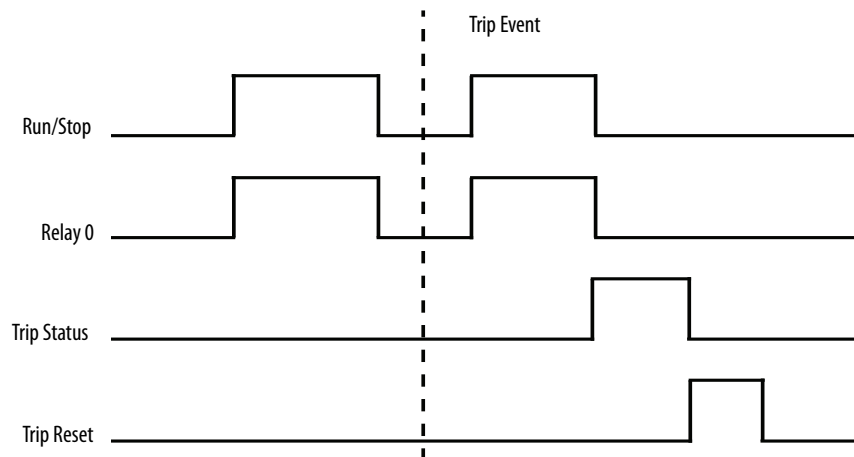 Trip Event
Run/Stop
Relay 0
Trip Status
Trip Reset